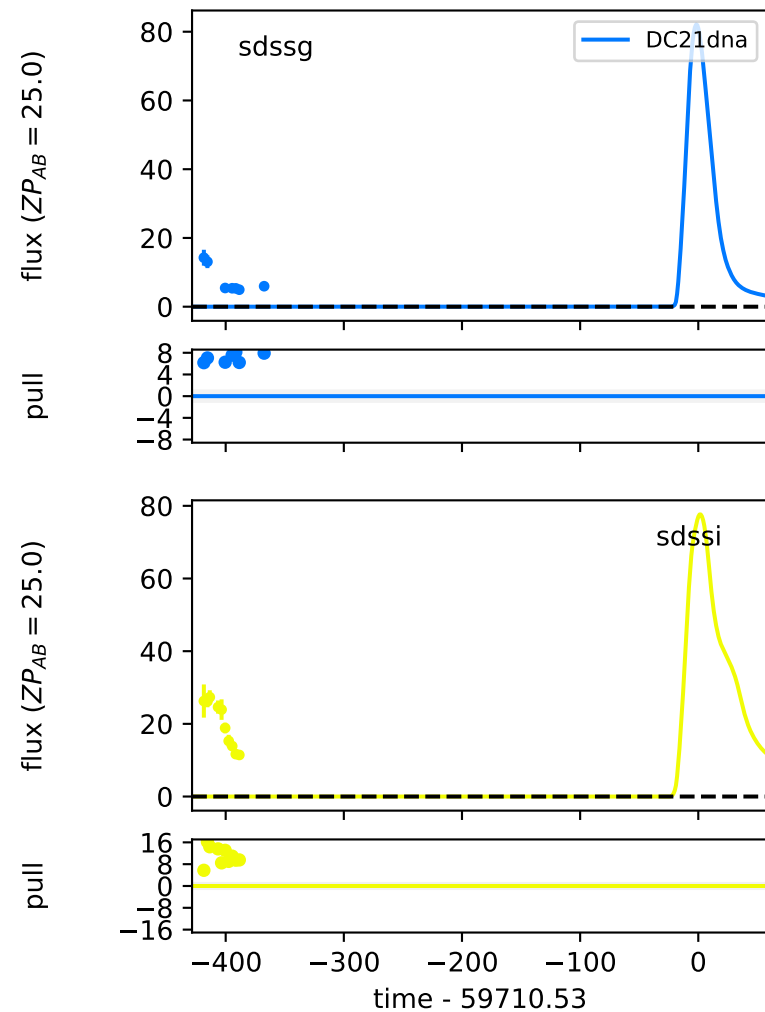 80
60
40
20
0
flux (ZP_AB = 25.0)
sdssg
DC21dna
8
4
0
−4
−8
pull
80
60
40
20
0
flux (ZP_AB = 25.0)
sdssi
16
8
0
−8
−16
pull
−400 −300 −200 −100 0
time - 59710.53